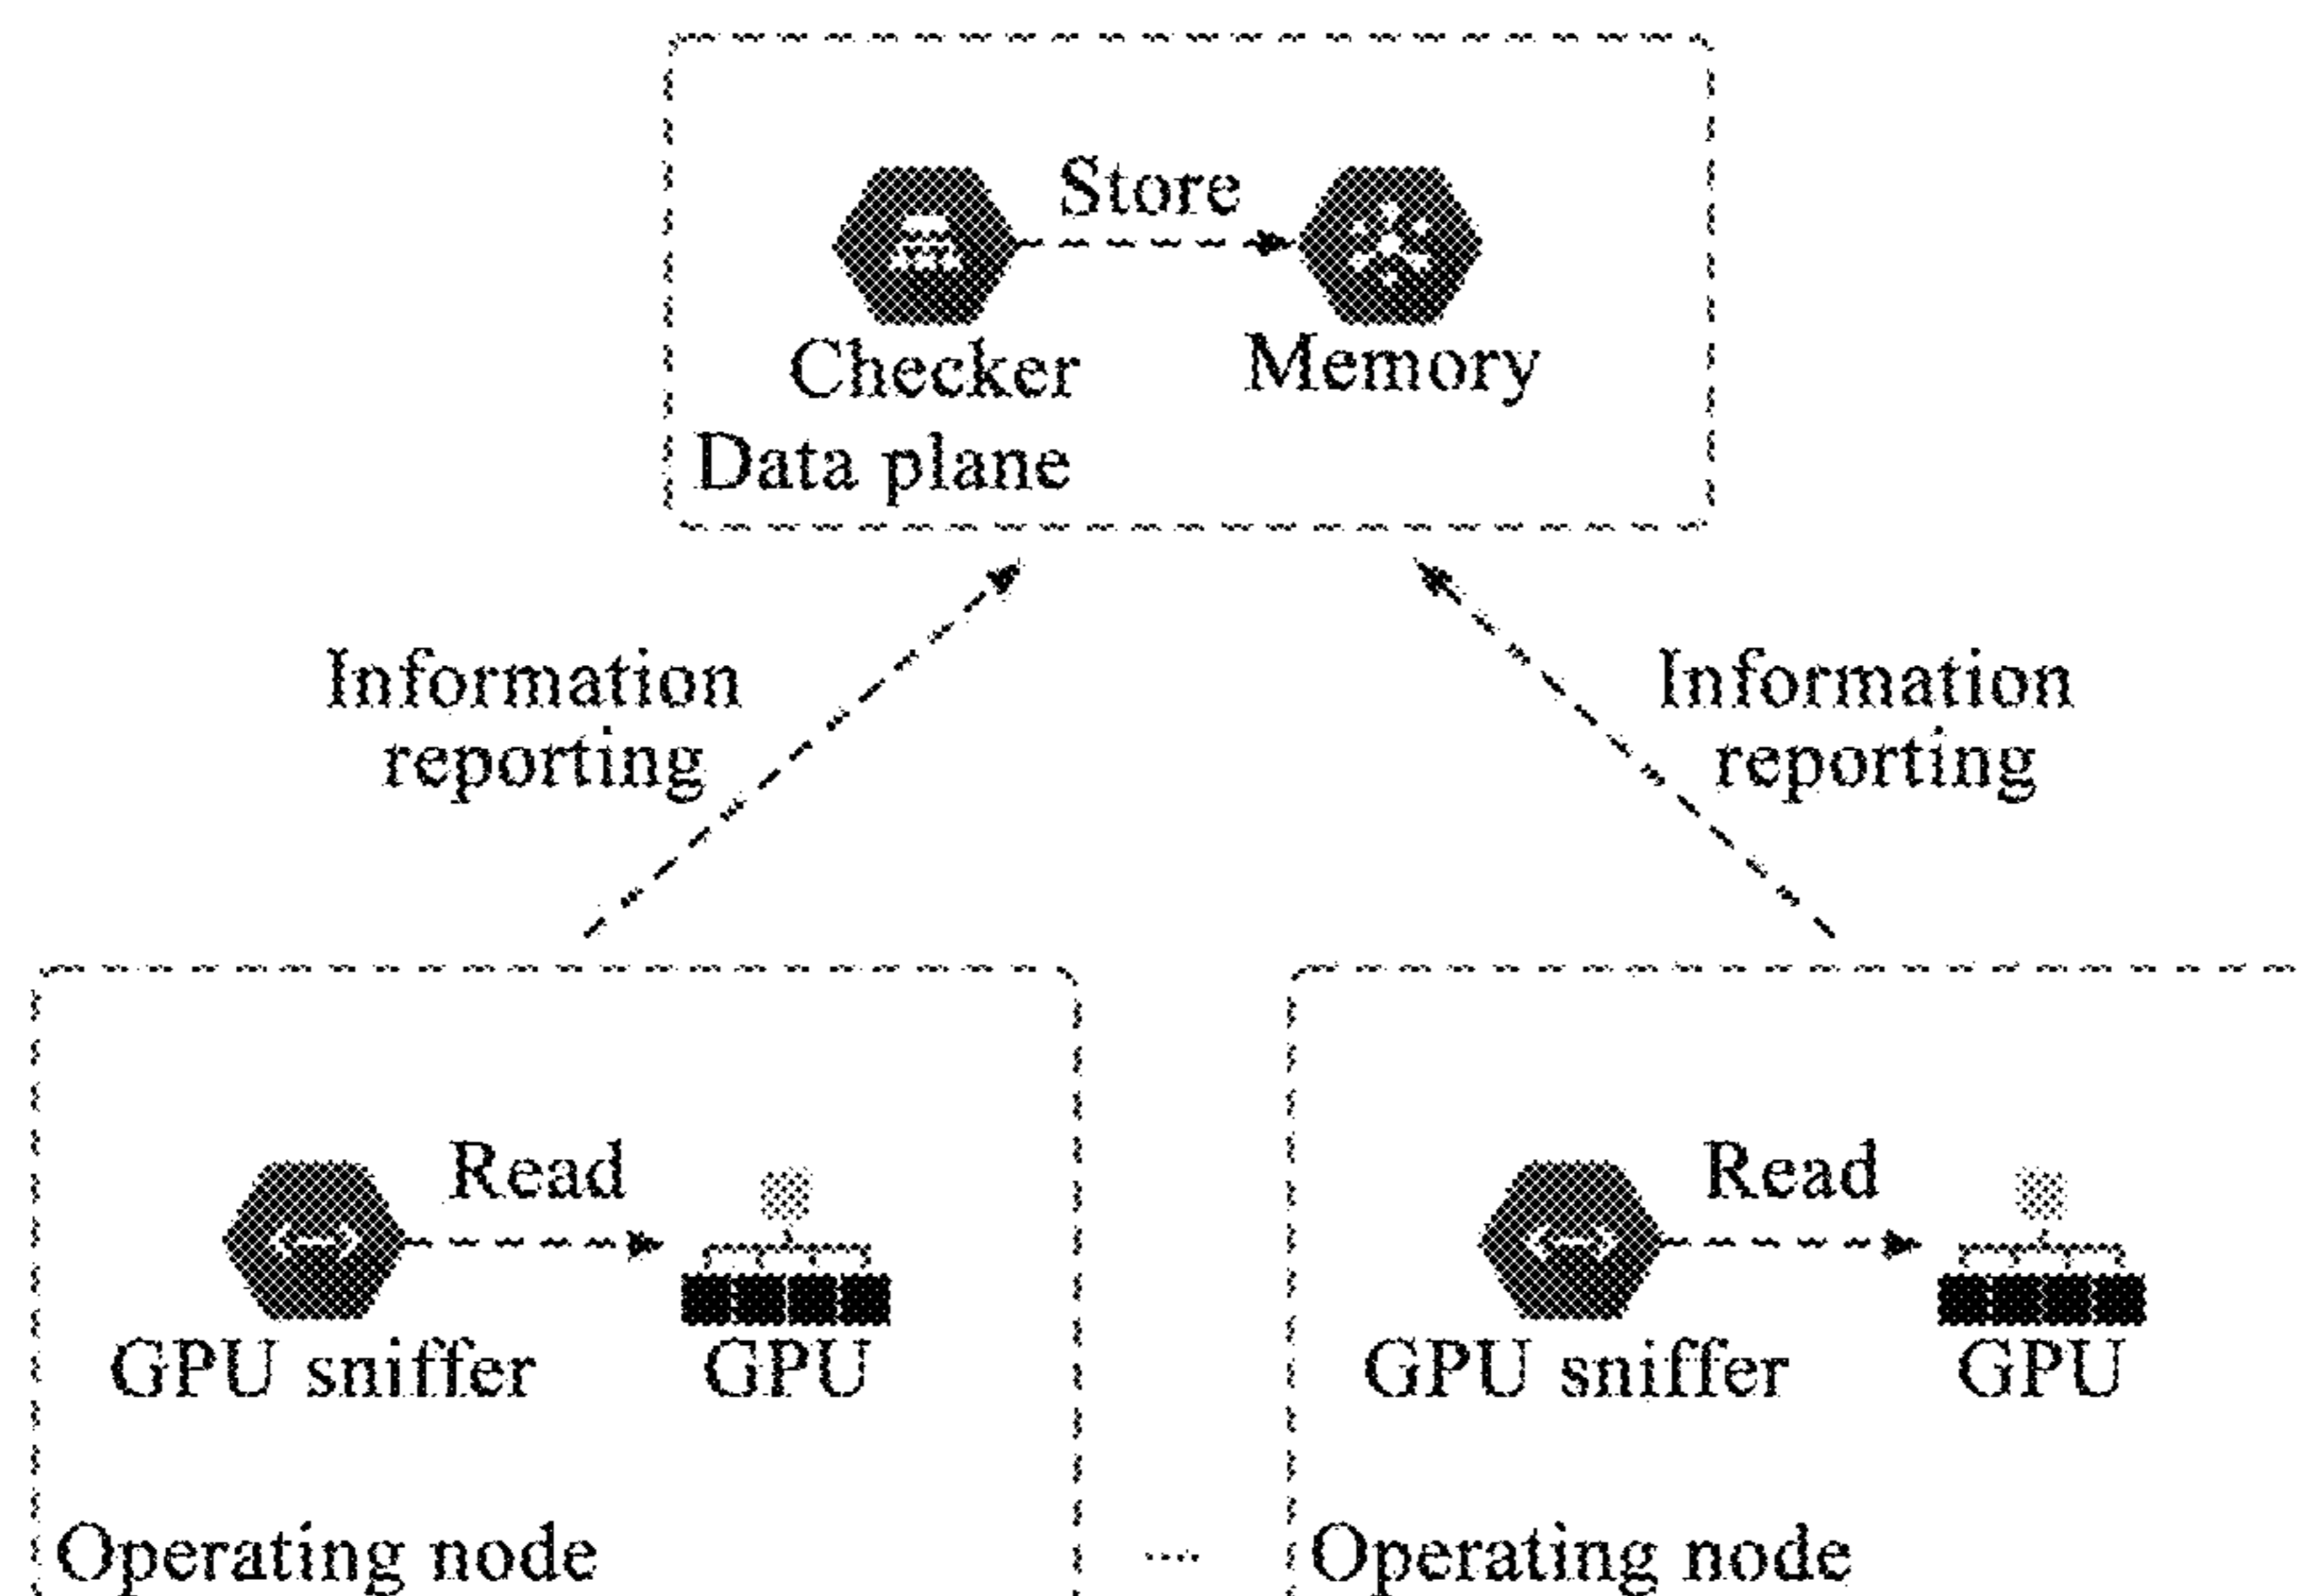 Store
Checker
Memory
Data plane
Information
reporting
Information
reporting
Read
GPU sniffer
GPU
Operating node
....
Read
GPU sniffer
GPU
Operating node